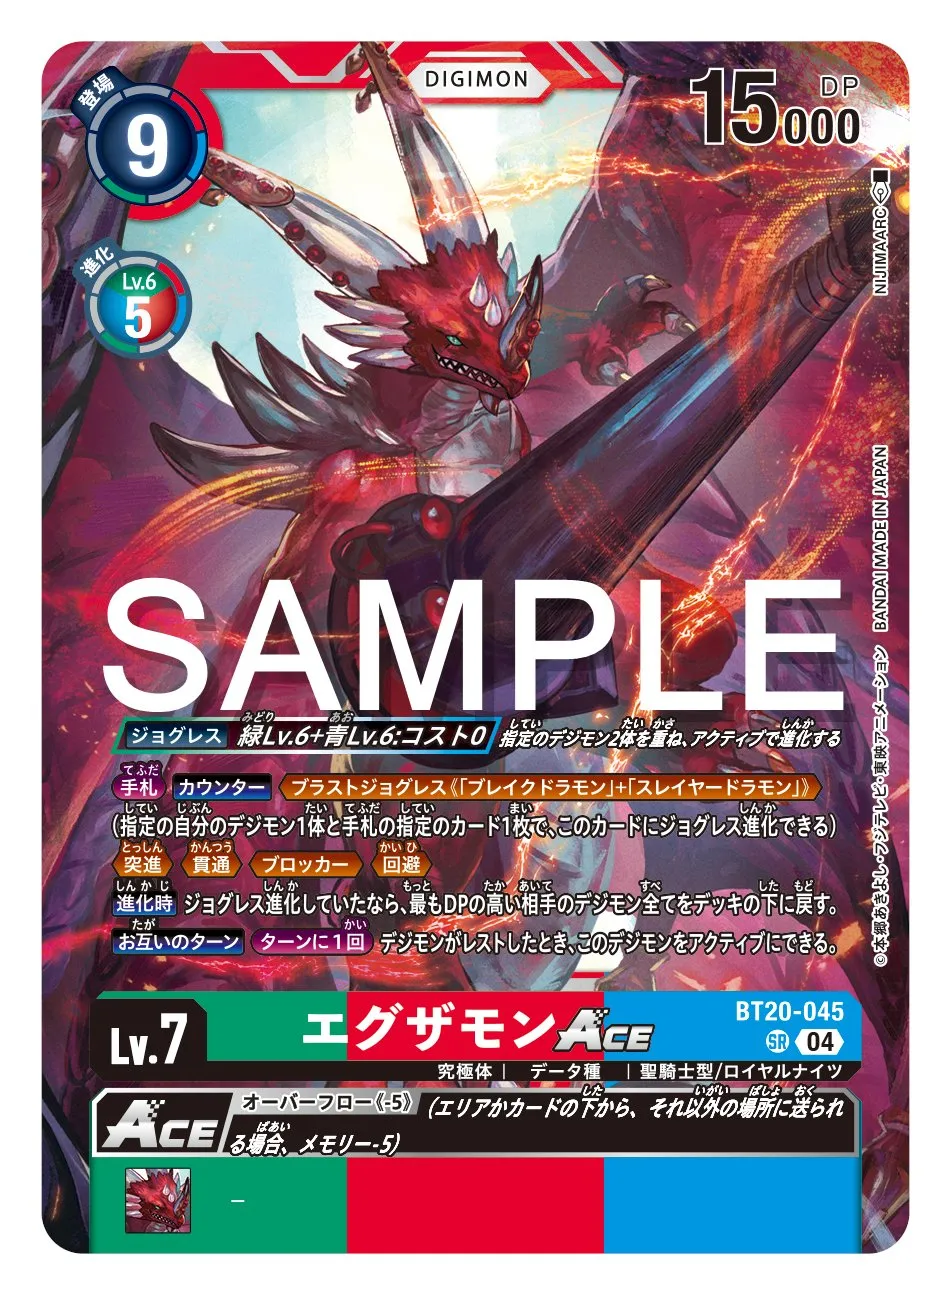 登場
9
DIGIMON
DP
15000
進化
Lv.6
5
NIJIMAARC
BANDAI MADE IN JAPAN
©本郷あきよし・フジテレビ・東映アニメーション
SAMPLE
ジョグレス 緑Lv.6+青Lv.6:コスト0 指定のデジモン2体を重ね、アクティブで進化する
手札 カウンター ブラストジョグレス《「ブレイクドラモン」+「スレイヤードラモン」》
(指定の自分のデジモン1体と手札の指定のカード1枚で、このカードにジョグレス進化できる)
突進 貫通 ブロッカー 回避
進化時 ジョグレス進化していたなら、最もDPの高い相手のデジモン全てをデッキの下に戻す。
お互いのターン ターンに1回 デジモンがレストしたとき、このデジモンをアクティブにできる。
Lv.7
エグザモンACE
BT20-045
SR 04
究極体 | データ種 | 聖騎士型/ロイヤルナイツ
ACE
オーバーフロー《-5》 (エリアかカードの下から、それ以外の場所に送られ
る場合、メモリー-5)
–